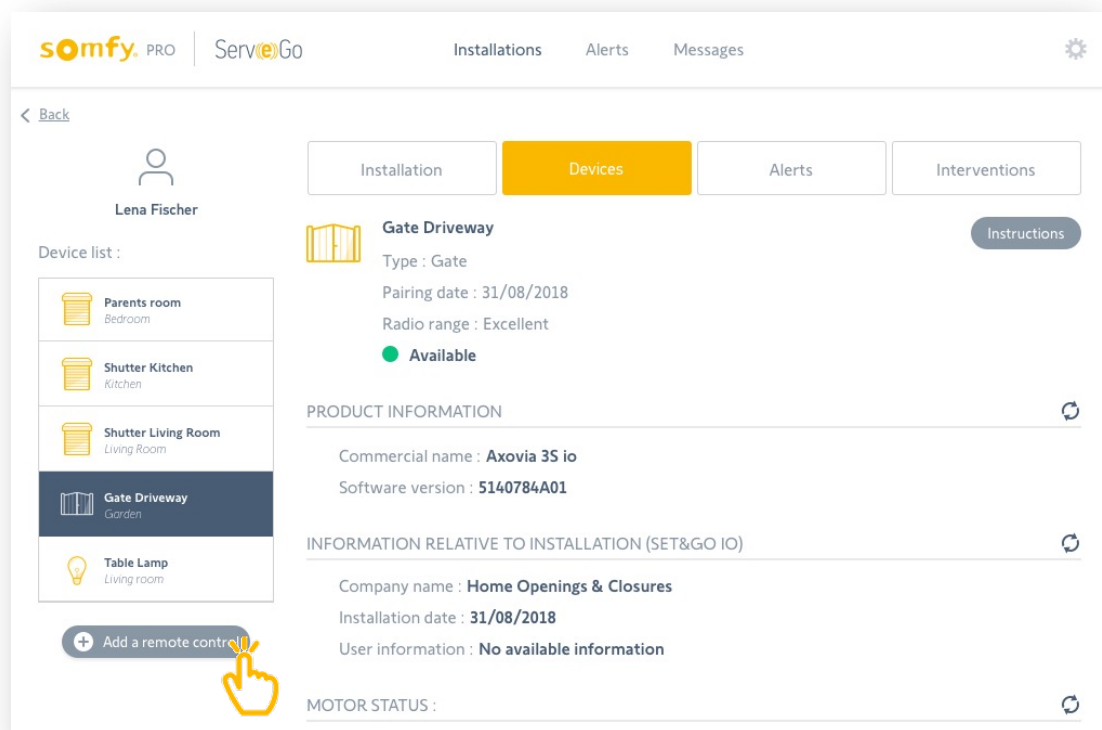 somfy. PRO Serv(e)Go
Installations Alerts Messages
Back
Lena Fischer
Device list :
Parents room
Bedroom
Shutter Kitchen
Kitchen
Shutter Living Room
Living Room
Gate Driveway
Garden
Table Lamp
Living room
Add a remote control
Installation Devices Alerts Interventions
Gate Driveway
Instructions
Type : Gate
Pairing date : 31/08/2018
Radio range : Excellent
Available
PRODUCT INFORMATION
Commercial name : Axovia 3S io
Software version : 5140784A01
INFORMATION RELATIVE TO INSTALLATION (SET&GO IO)
Company name : Home Openings & Closures
Installation date : 31/08/2018
User information : No available information
MOTOR STATUS :